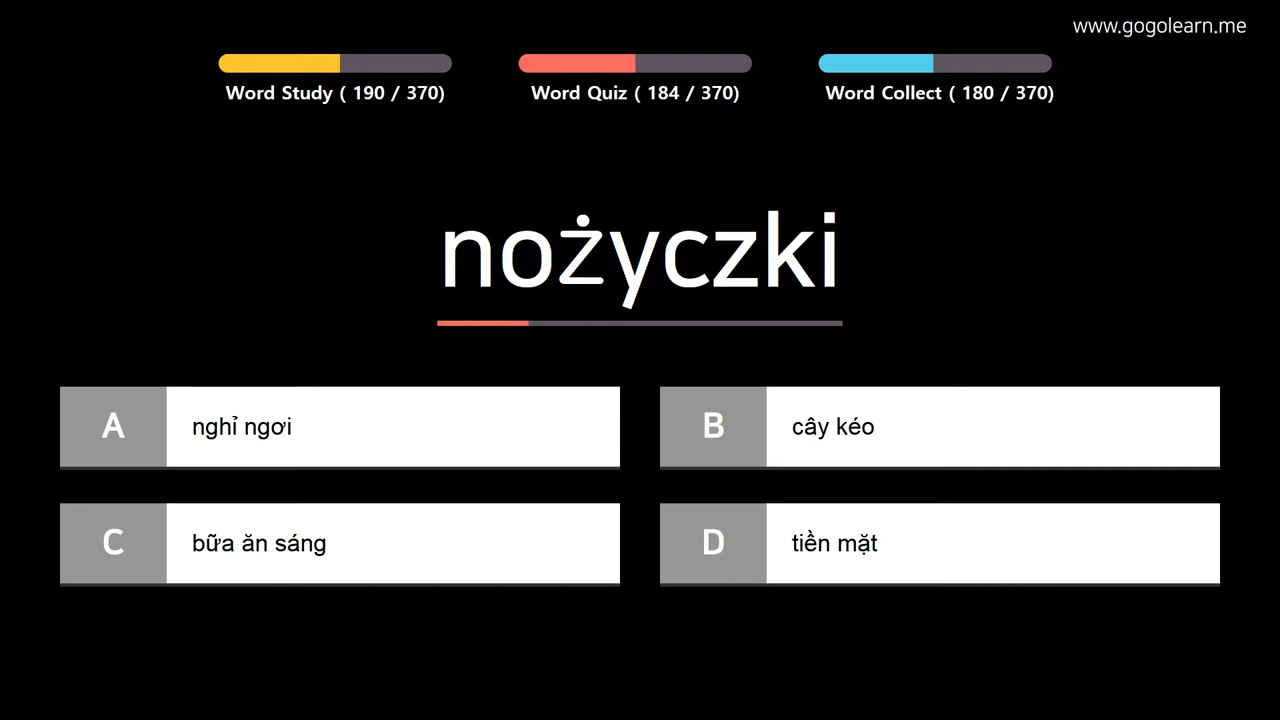 www.gogolearn.me
Word Study ( 190 / 370)
Word Quiz ( 184 / 370)
Word Collect ( 180 / 370)
nożyczki
A nghỉ ngơi
B cây kéo
C bữa ăn sáng
D tiền mặt